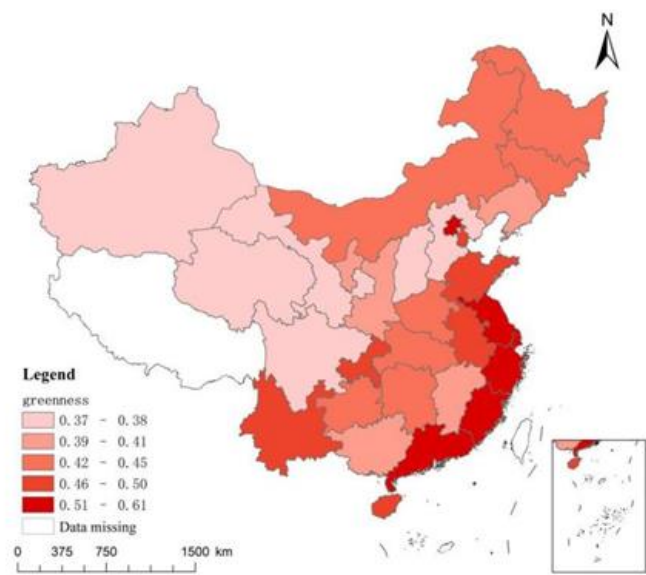 N
Legend
greenness
0.37 - 0.38
0.39 - 0.41
0.42 - 0.45
0.46 - 0.50
0.51 - 0.61
Data missing
0 375 750 1500 km